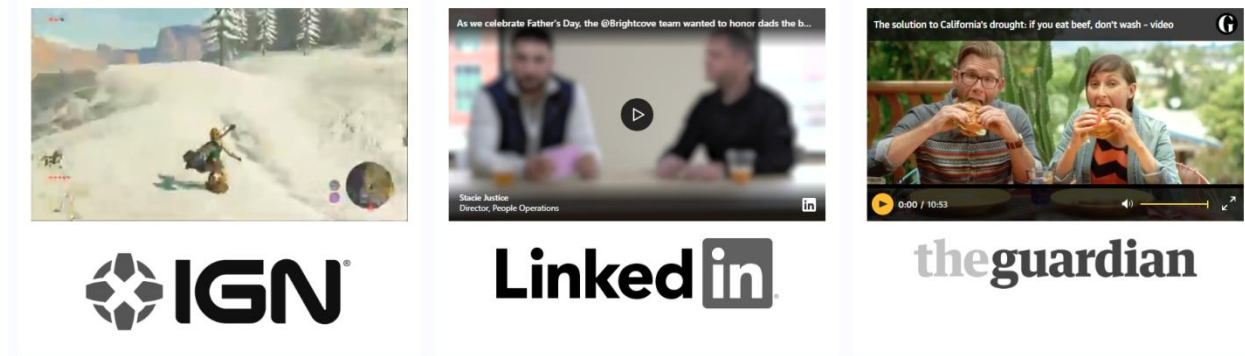 As we celebrate Father's Day, the @Brightcove team wanted to honor dads the b...
The solution to California's drought: if you eat beef, don't wash – video
G
Stacie Justice
Director, People Operations
in
0:00 / 10:53
IGN®
Linked in®
theguardian